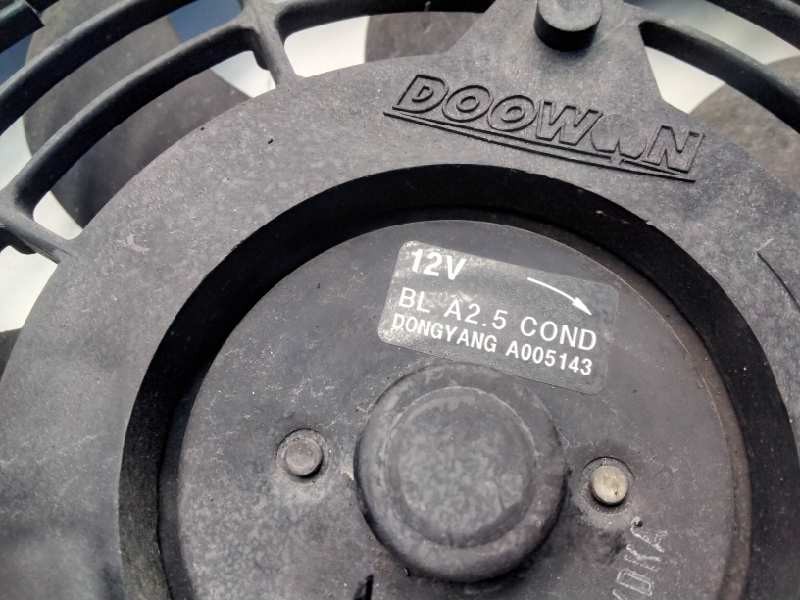 DOOWON
12V
BL A2.5 COND
DONGYANG A005143